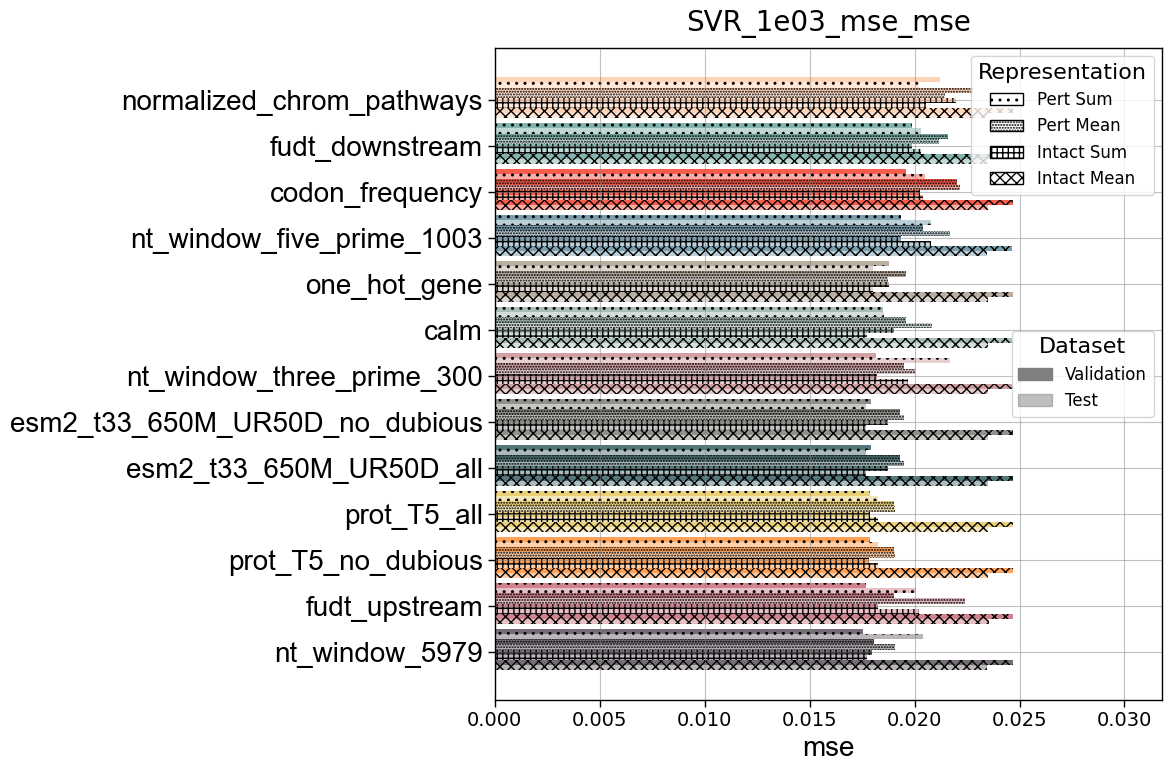 SVR_1e03_mse_mse
normalized_chrom_pathways
fudt_downstream
codon_frequency
nt_window_five_prime_1003
one_hot_gene
calm
nt_window_three_prime_300
esm2_t33_650M_UR50D_no_dubious
esm2_t33_650M_UR50D_all
prot_T5_all
prot_T5_no_dubious
fudt_upstream
nt_window_5979
Representation
Pert Sum
Pert Mean
Intact Sum
Intact Mean
Dataset
Validation
Test
0.000 0.005 0.010 0.015 0.020 0.025 0.030
mse